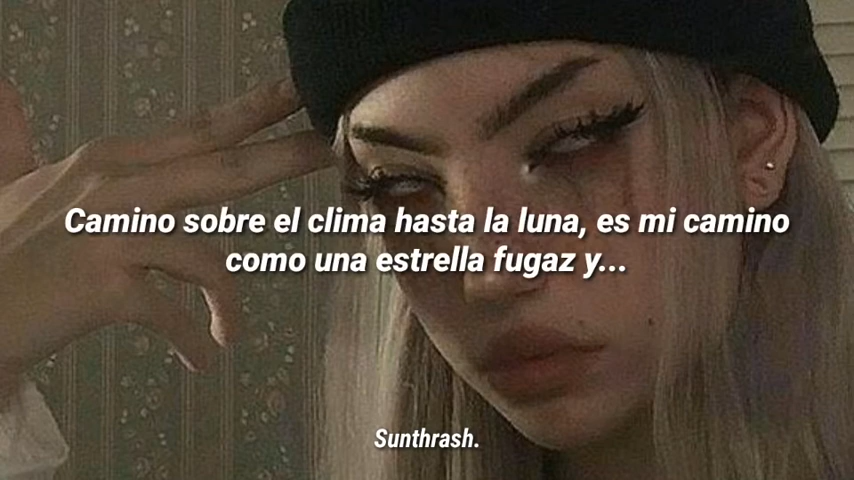 Camino sobre el clima hasta la luna, es mi camino
como una estrella fugaz y...
Sunthrash.